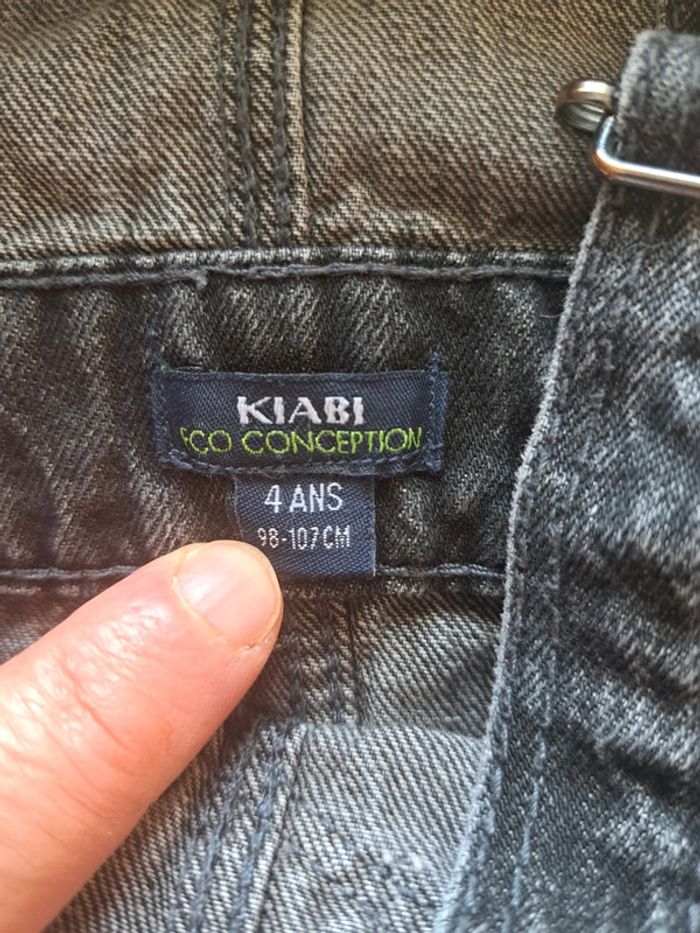 KIABI
ECO CONCEPTION
4 ANS
98-107CM